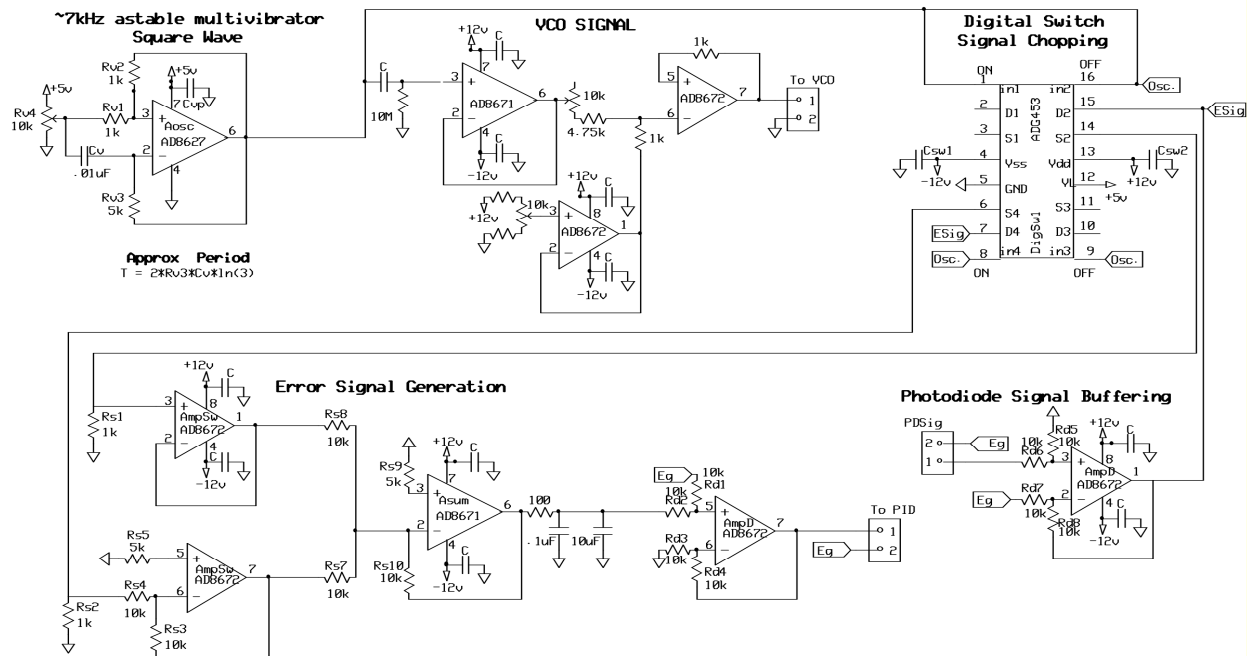 ~7kHz astable multivibrator
Square Wave
Rv2
1k
+5v
+5v
Rv4
10k
Rv1
1k
7
Cvp
3
+
Aosc
AD8627
6
2
-
4
Cv
.01uF
Rv3
5k
Approx Period
T = 2*Rv3*Cv*ln(3)
VCO SIGNAL
+12v
C
7
C
10M
3
+
AD8671
6
2
-
4
C
-12v
10k
4.75k
1k
5
+
AD8672
7
6
-
To VCO
1
2
1k
+12v
C
8
+12v
10k
3
+
AD8672
1
2
-
4
C
-12v
Digital Switch
Signal Chopping
ON
OFF
1
in1
in2
16
Osc.
2
D1
D2
15
ESig
3
S1
S2
14
ADG453
Csw1
-12v
4
Vss
Vdd
13
Csw2
+12v
5
GND
VL
12
+5v
6
S4
S3
11
ESig
7
D4
D3
10
DigSw1
Osc.
8
in4
in3
9
Osc.
ON
OFF
Error Signal Generation
+12v
C
8
Rs1
1k
3
+
AmpSw
AD8672
1
2
-
4
C
-12v
Rs8
10k
Rs9
5k
+12v
C
7
3
+
Asum
AD8671
6
2
-
4
C
-12v
Rs10
10k
Rs7
10k
100
.1uF
10uF
Eg
10k
Rd1
10k
Rd2
5
+
AmpD
AD8672
7
6
-
Rd3
10k
Rd4
10k
To PID
1
2
Eg
Rs5
5k
5
+
AmpSw
AD8672
7
6
-
Rs4
10k
Rs2
1k
Rs3
10k
Photodiode Signal Buffering
PDSig
2
1
Eg
Rd5
10k
10k
Rd6
+12v
C
8
3
+
AmpD
AD8672
1
2
-
4
C
-12v
Eg
Rd7
10k
Rd8
10k